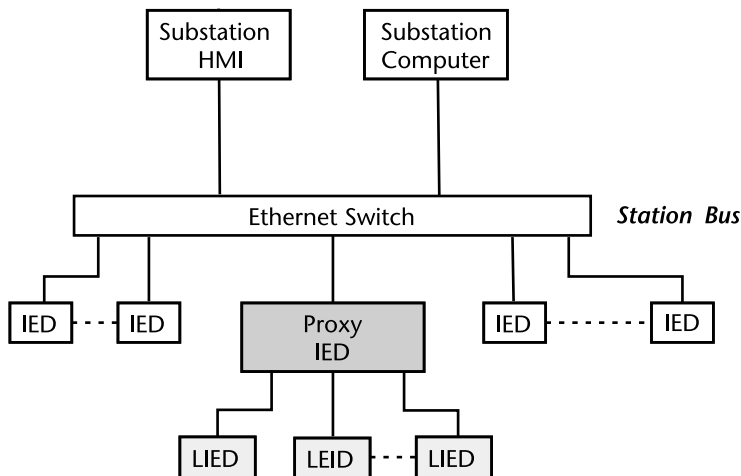 Substation
HMI
Substation
Computer
Ethernet Switch
Station Bus
IED
IED
Proxy
IED
IED
IED
LIED
LEID
LIED